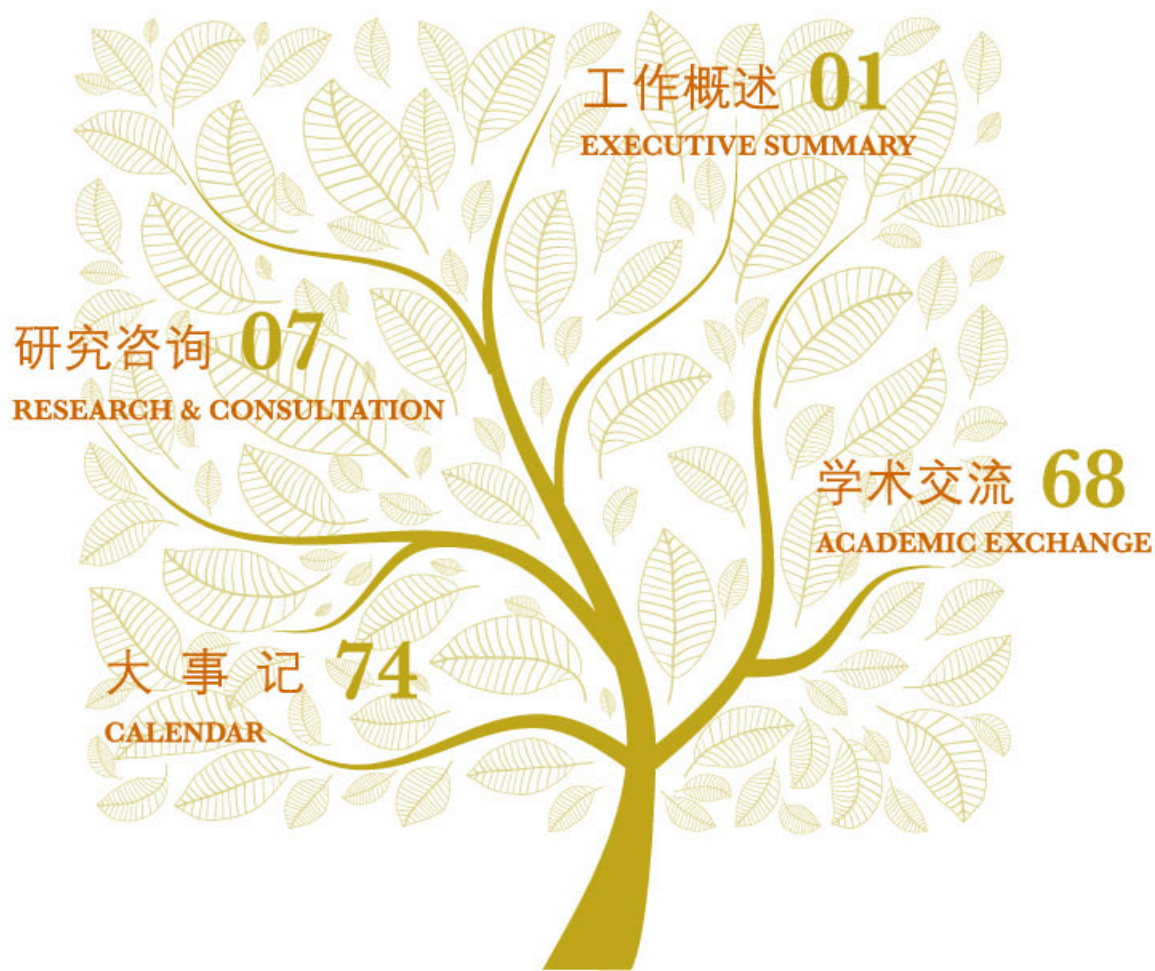 工作概述 01
EXECUTIVE SUMMARY
研究咨询 07
RESEARCH & CONSULTATION
学术交流 68
ACADEMIC EXCHANGE
大事记 74
CALENDAR